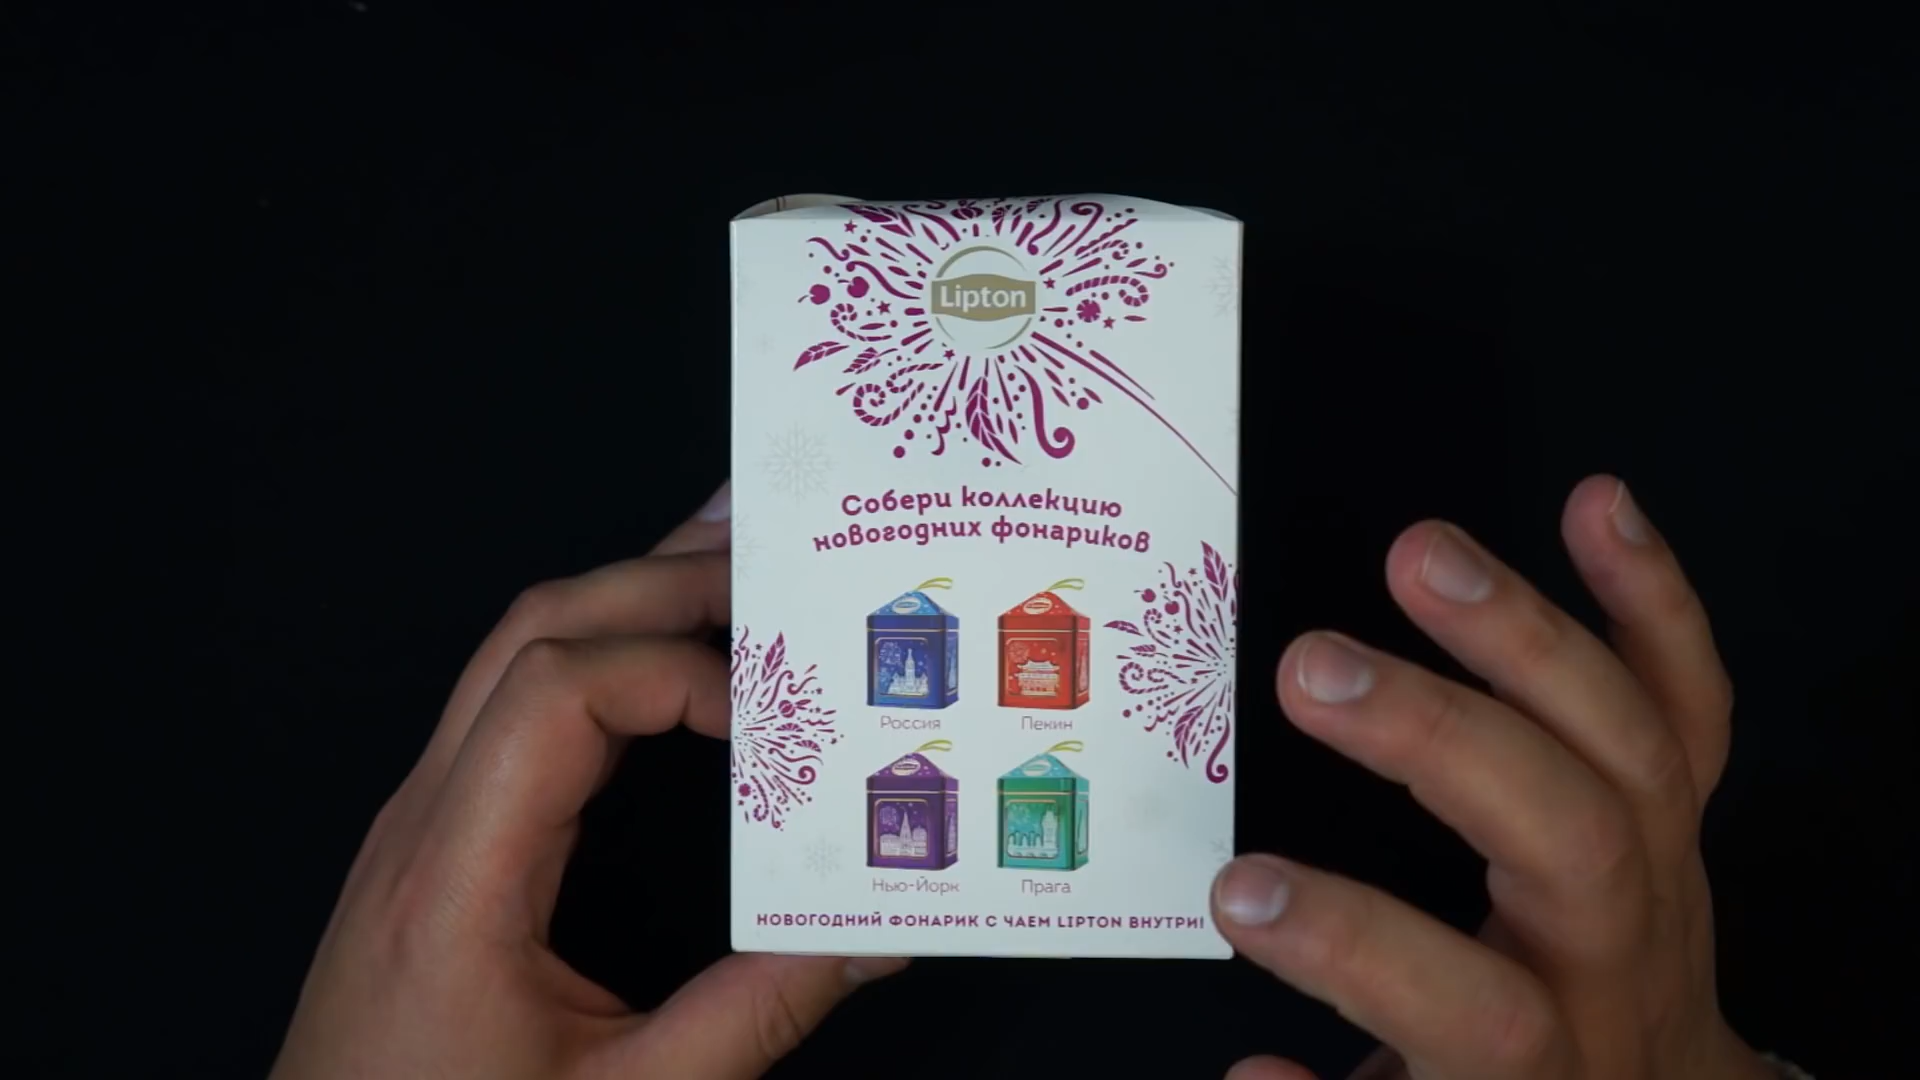 Lipton
Собери коллекцию
новогодних фонариков
Россия
Пекин
Нью-Йорк
Прага
НОВОГОДНИЙ ФОНАРИК С ЧАЕМ LIPTON ВНУТРИ!